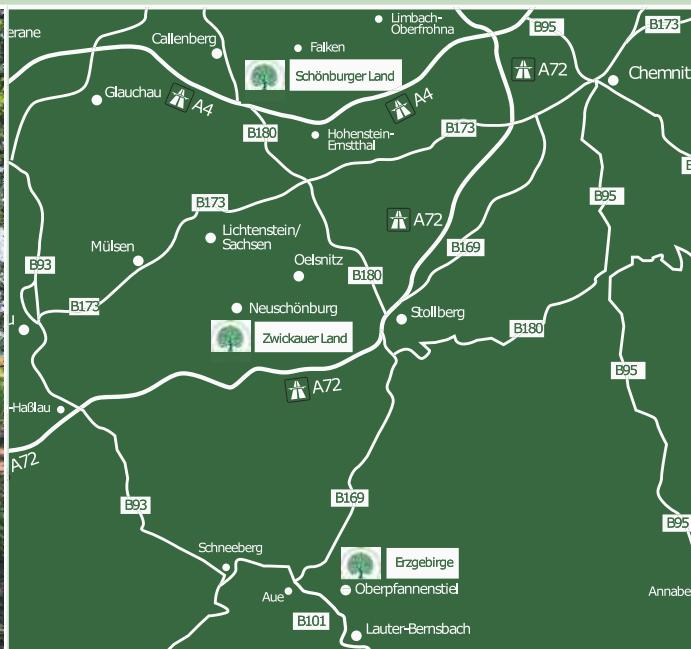 Limbach-
Oberfrohna
B95
B173
erane
Callenberg
Falken
A72
Chemnit
Schönburger Land
Glauchau
A4
A4
B180
Hohenstein-
Ernstthal
B173
B173
B95
A72
Lichtenstein/
Sachsen
Mülsen
B169
Oelsnitz
B93
B180
B173
Neuschönburg
Stollberg
B180
Zwickauer Land
B95
A72
-Haßlau
A72
B169
B93
B95
Schneeberg
Erzgebirge
Aue
Oberpfannenstiel
Annabe
B101
Lauter-Bernsbach